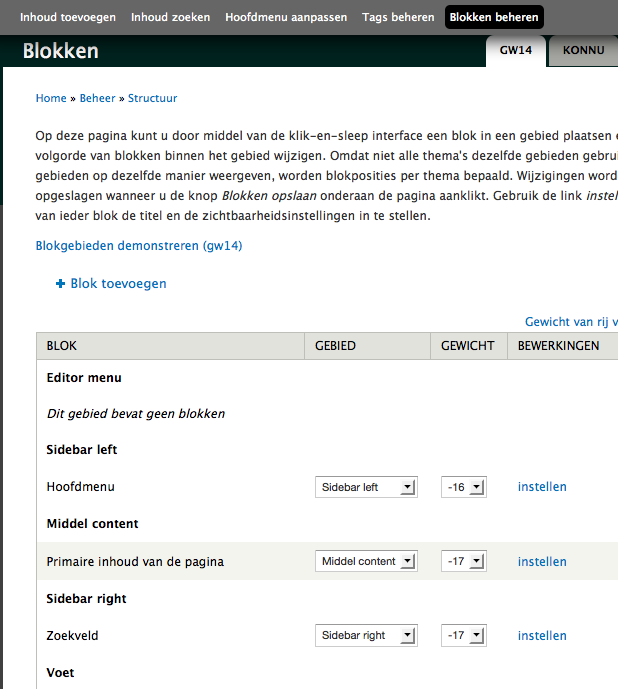 Inhoud toevoegen Inhoud zoeken Hoofdmenu aanpassen Tags beheren Blokken beheren
Blokken GW14 KONNU
Home » Beheer » Structuur
Op deze pagina kunt u door middel van de klik-en-sleep interface een blok in een gebied plaatsen
volgorde van blokken binnen het gebied wijzigen. Omdat niet alle thema's dezelfde gebieden
gebieden op dezelfde manier weergeven, worden blokposities per thema bepaald. Wijzigingen
opgeslagen wanneer u de knop Blokken opslaan onderaan de pagina aanklikt. Gebruik de link
van ieder blok de titel en de zichtbaarheidsinstellingen in te stellen.
Blokgebieden demonstreren (gw14)
+ Blok toevoegen
Gewicht van rij
BLOK GEBIED GEWICHT BEWERKINGEN
Editor menu
Dit gebied bevat geen blokken
Sidebar left
Hoofdmenu Sidebar left -16 instellen
Middel content
Primaire inhoud van de pagina Middel content -17 instellen
Sidebar right
Zoekveld Sidebar right -17 instellen
Voet